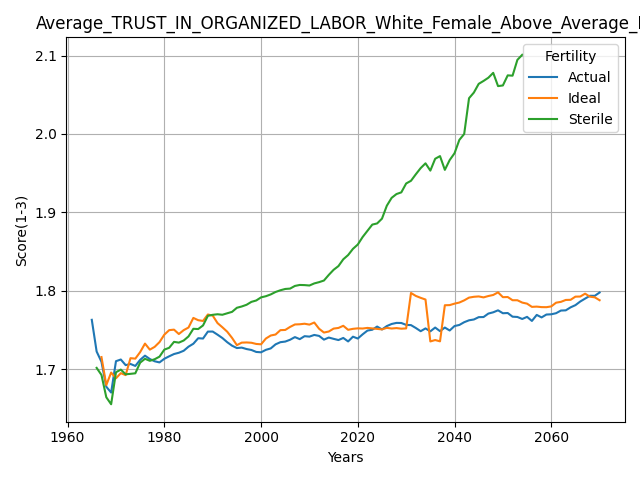 Average_TRUST_IN_ORGANIZED_LABOR_White_Female_Above_Average_
Fertility
Actual
Ideal
Sterile
Score(1-3)
2.1
2.0
1.9
1.8
1.7
1960 1980 2000 2020 2040 2060
Years